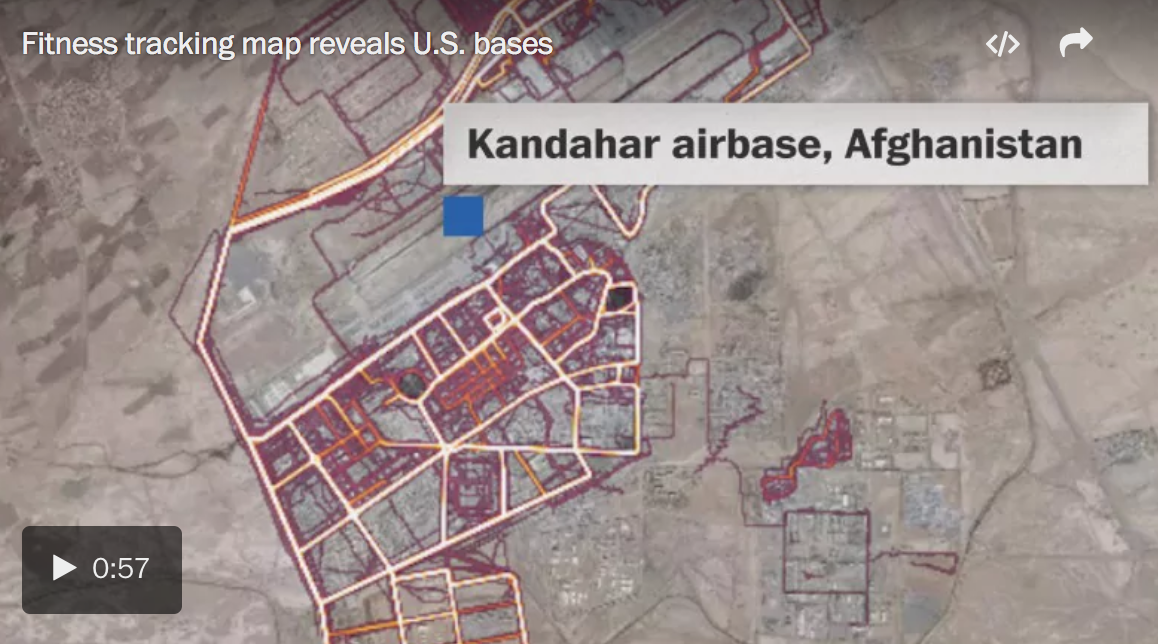 Fitness tracking map reveals U.S. bases
Kandahar airbase, Afghanistan
0:57